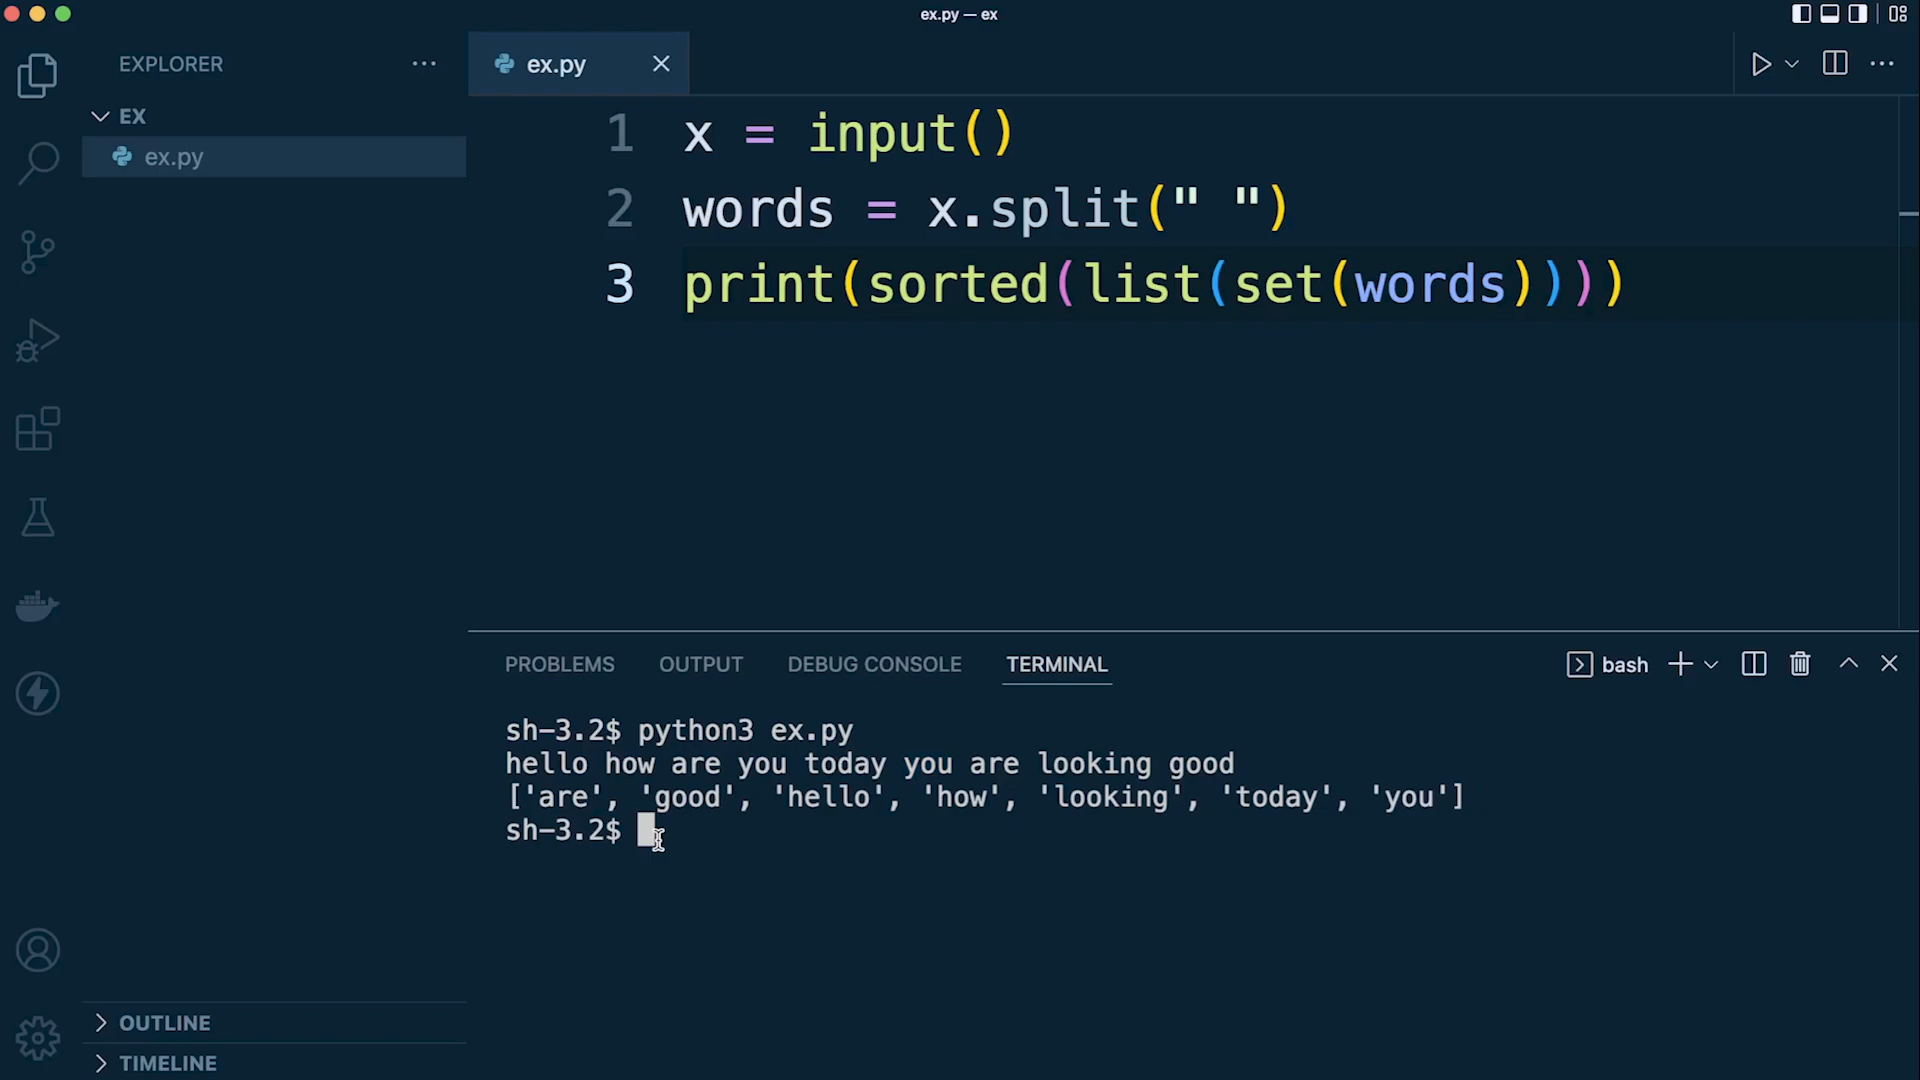 ex.py — ex
EXPLORER
EX
ex.py
ex.py
1 x = input()
2 words = x.split(" ")
3 print(sorted(list(set(words))))
PROBLEMS OUTPUT DEBUG CONSOLE TERMINAL
bash
sh-3.2$ python3 ex.py
hello how are you today you are looking good
['are', 'good', 'hello', 'how', 'looking', 'today', 'you']
sh-3.2$
OUTLINE
TIMELINE